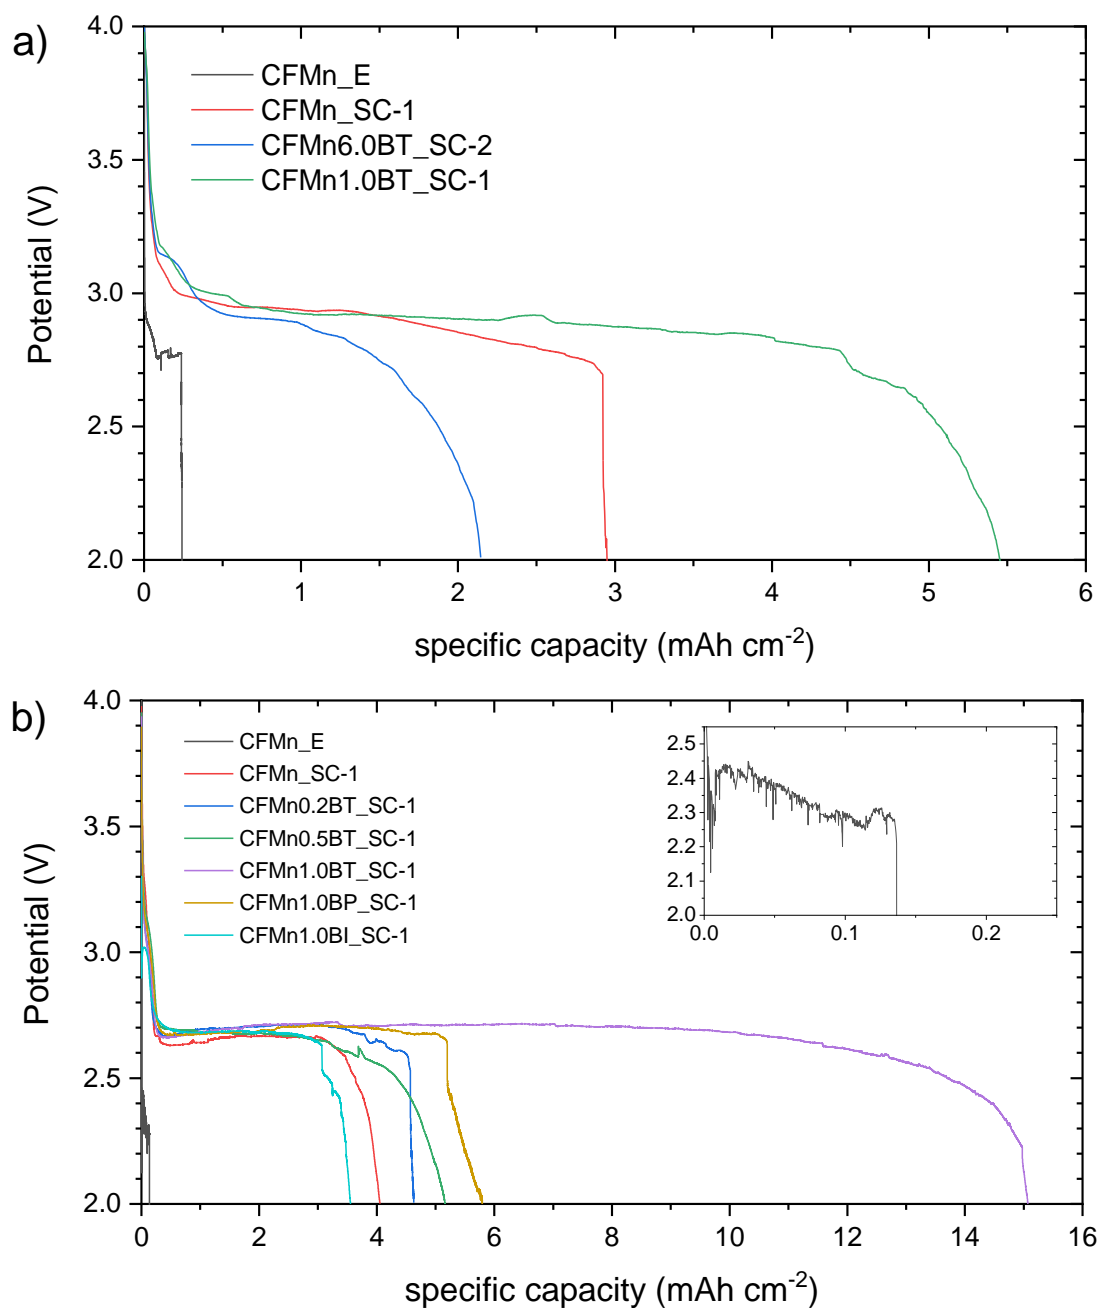 a)
4.0
3.5
3.0
2.5
2.0
Potential (V)
CFMn_E
CFMn_SC-1
CFMn6.0BT_SC-2
CFMn1.0BT_SC-1
0 1 2 3 4 5 6
specific capacity (mAh cm⁻²)
b)
4.0
3.5
3.0
2.5
2.0
Potential (V)
CFMn_E
CFMn_SC-1
CFMn0.2BT_SC-1
CFMn0.5BT_SC-1
CFMn1.0BT_SC-1
CFMn1.0BP_SC-1
CFMn1.0BI_SC-1
2.5
2.4
2.3
2.2
2.1
2.0
0.0 0.1 0.2
0 2 4 6 8 10 12 14 16
specific capacity (mAh cm⁻²)